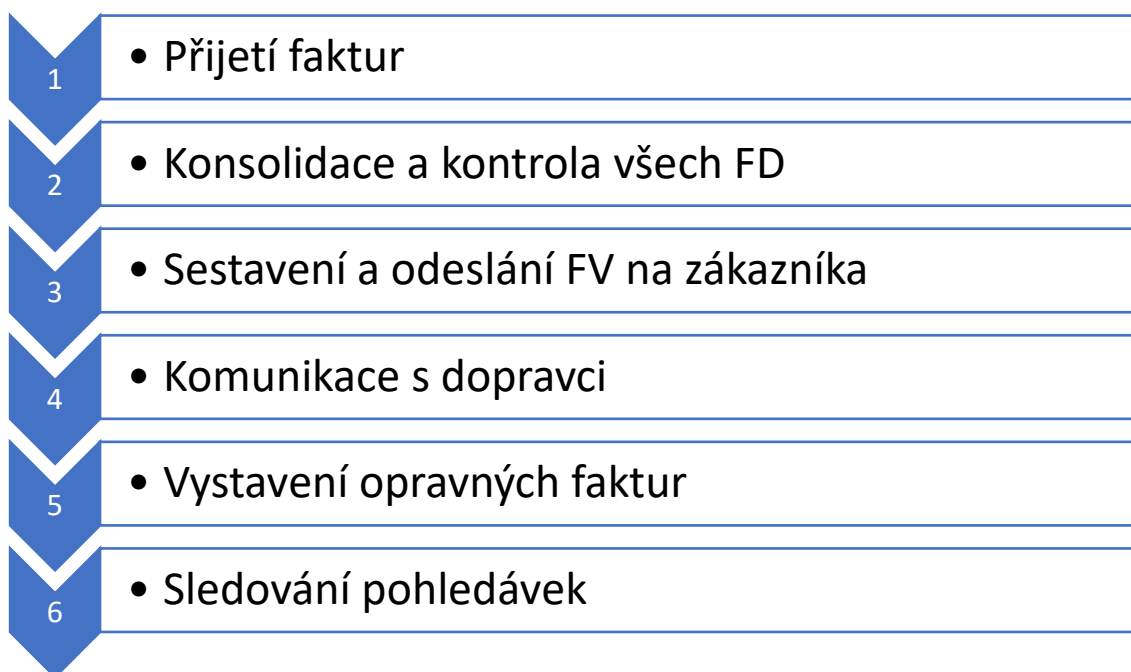 1 • Přijetí faktur
2 • Konsolidace a kontrola všech FD
3 • Sestavení a odeslání FV na zákazníka
4 • Komunikace s dopravci
5 • Vystavení opravných faktur
6 • Sledování pohledávek